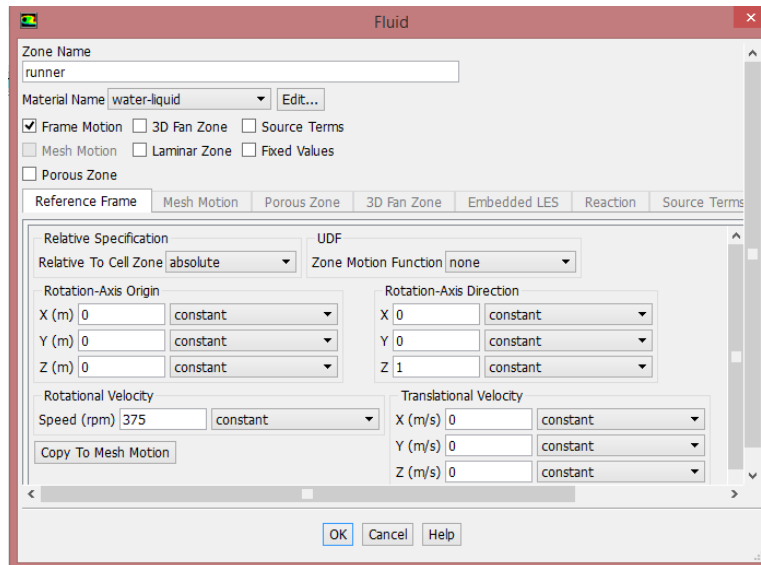 Fluid
Zone Name
runner
Material Name water-liquid Edit...
Frame Motion 3D Fan Zone Source Terms
Mesh Motion Laminar Zone Fixed Values
Porous Zone
Reference Frame Mesh Motion Porous Zone 3D Fan Zone Embedded LES Reaction Source Terms
Relative Specification UDF
Relative To Cell Zone absolute Zone Motion Function none
Rotation-Axis Origin Rotation-Axis Direction
X (m) 0 constant X 0 constant
Y (m) 0 constant Y 0 constant
Z (m) 0 constant Z 1 constant
Rotational Velocity Translational Velocity
Speed (rpm) 375 constant X (m/s) 0 constant
Copy To Mesh Motion Y (m/s) 0 constant
Z (m/s) 0 constant
OK Cancel Help